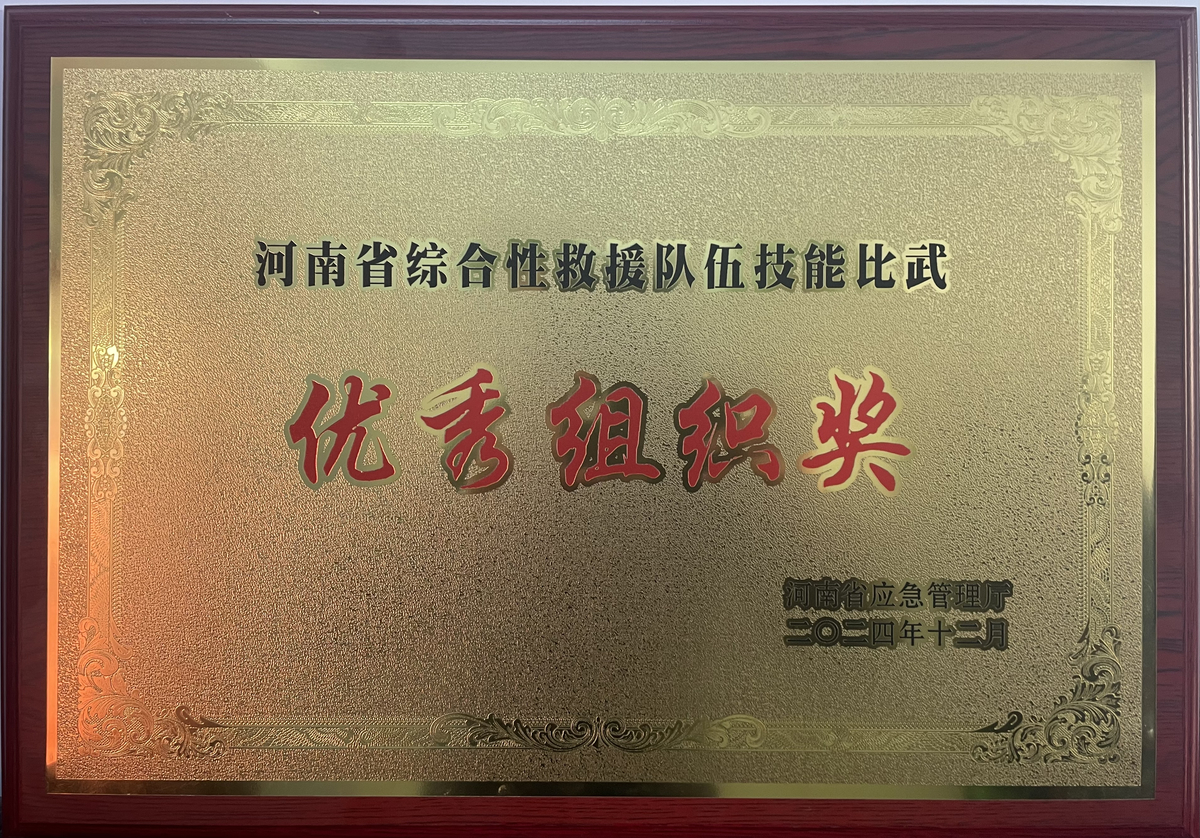 河南省综合性救援队伍技能比武
优秀组织奖
河南省应急管理厅
二〇二四年十二月